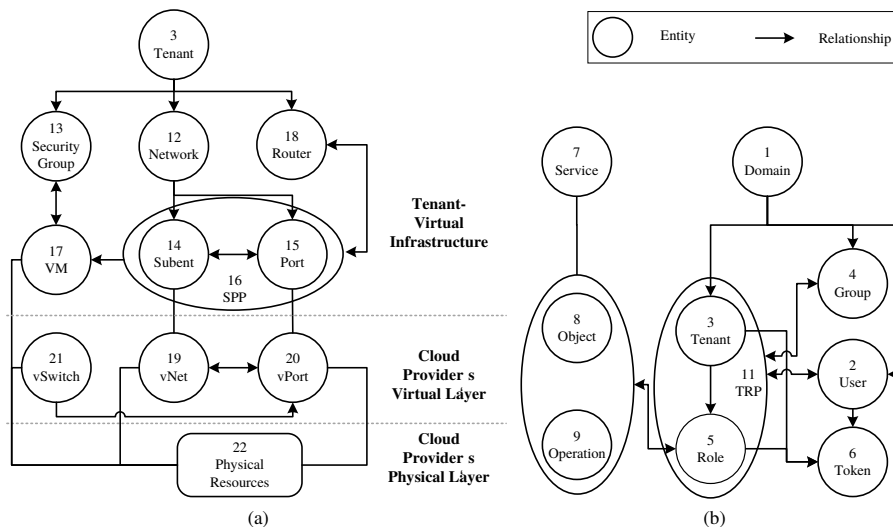 3
Tenant
Entity
Relationship
13
Security
Group
12
Network
18
Router
7
Service
1
Domain
Tenant-
Virtual
Infrastructure
17
VM
14
Subent
15
Port
16
SPP
8
Object
3
Tenant
4
Group
11
TRP
2
User
21
vSwitch
19
vNet
20
vPort
Cloud
Provider s
Virtual Layer
9
Operation
5
Role
6
Token
22
Physical
Resources
Cloud
Provider s
Physical Layer
(a)
(b)